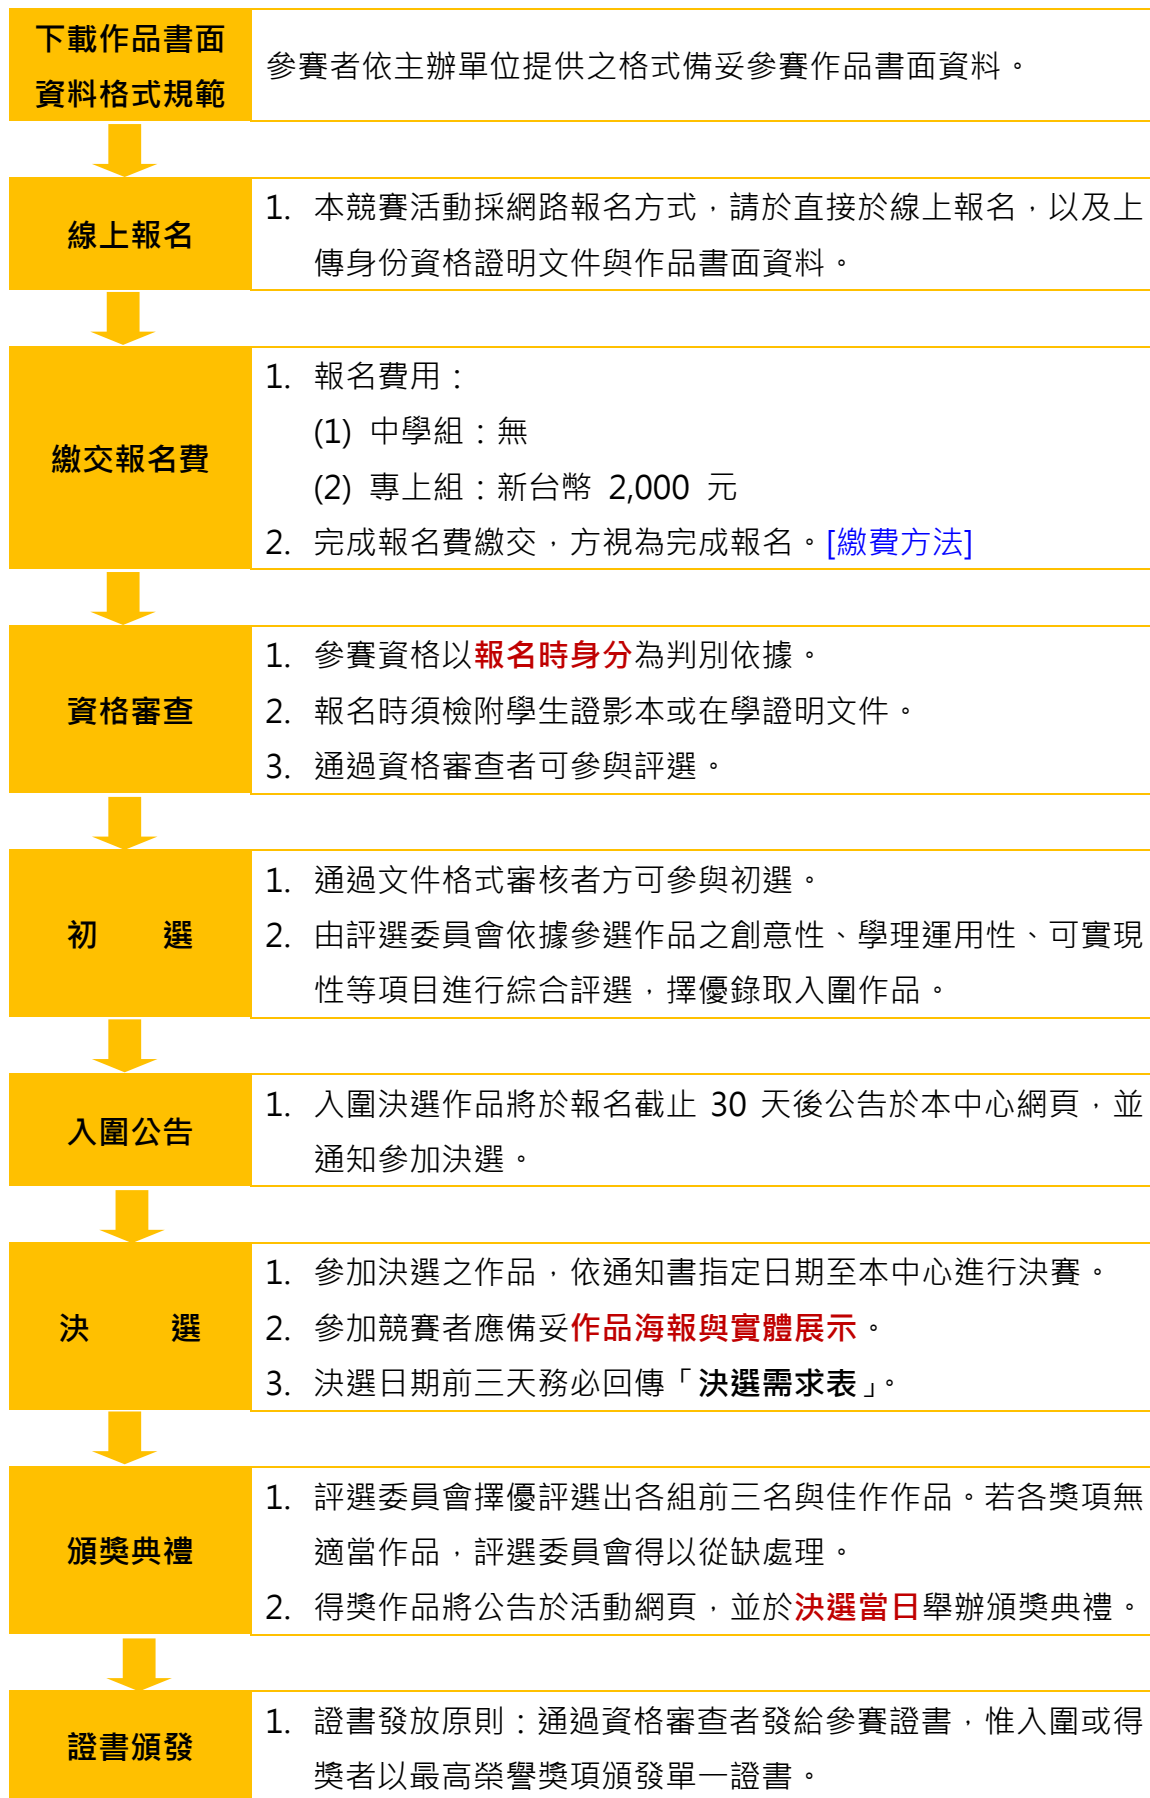 下載作品書面
資料格式規範
參賽者依主辦單位提供之格式備妥參賽作品書面資料。
線上報名
1. 本競賽活動採網路報名方式，請於直接於線上報名，以及上
傳身份資格證明文件與作品書面資料。
繳交報名費
1. 報名費用：
(1) 中學組：無
(2) 專上組：新台幣 2,000 元
2. 完成報名費繳交，方視為完成報名。[繳費方法]
資格審查
1. 參賽資格以報名時身分為判別依據。
2. 報名時須檢附學生證影本或在學證明文件。
3. 通過資格審查者可參與評選。
初 選
1. 通過文件格式審核者方可參與初選。
2. 由評選委員會依據參選作品之創意性、學理運用性、可實現
性等項目進行綜合評選，擇優錄取入圍作品。
入圍公告
1. 入圍決選作品將於報名截止 30 天後公告於本中心網頁，並
通知參加決選。
決 選
1. 參加決選之作品，依通知書指定日期至本中心進行決賽。
2. 參加競賽者應備妥作品海報與實體展示。
3. 決選日期前三天務必回傳「決選需求表」。
頒獎典禮
1. 評選委員會擇優評選出各組前三名與佳作作品。若各獎項無
適當作品，評選委員會得以從缺處理。
2. 得獎作品將公告於活動網頁，並於決選當日舉辦頒獎典禮。
證書頒發
1. 證書發放原則：通過資格審查者發給參賽證書，惟入圍或得
獎者以最高榮譽獎項頒發單一證書。